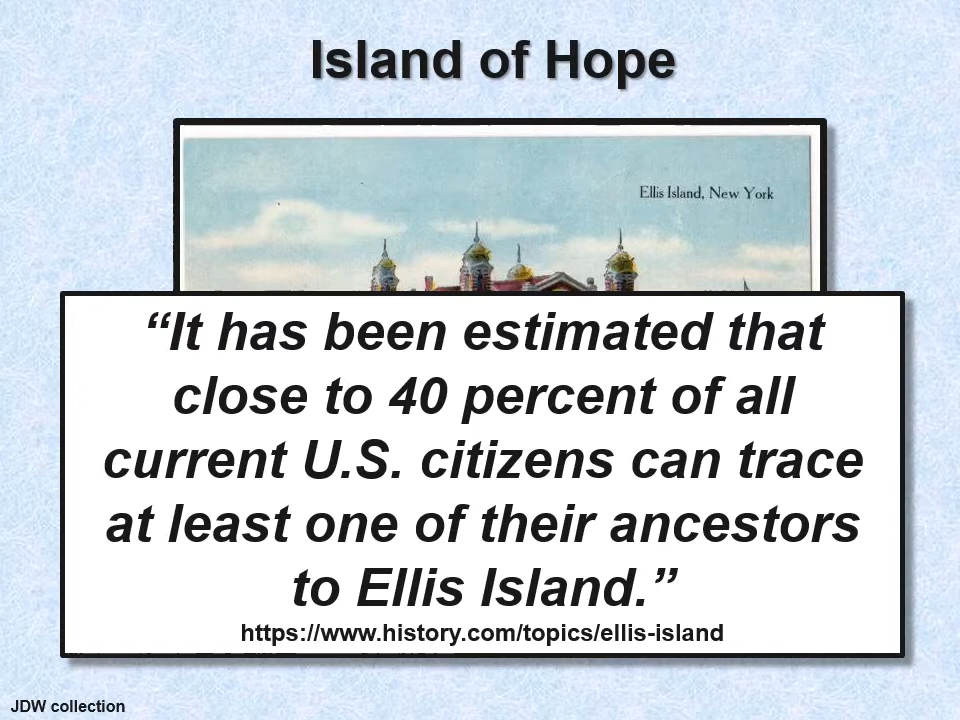 Island of Hope
Ellis Island, New York
“It has been estimated that
close to 40 percent of all
current U.S. citizens can trace
at least one of their ancestors
to Ellis Island.”
https://www.history.com/topics/ellis-island
JDW collection